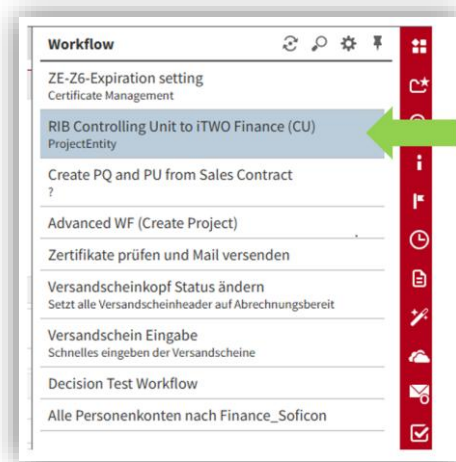 Workflow
ZE-Z6-Expiration setting
Certificate Management
RIB Controlling Unit to iTWO Finance (CU)
ProjectEntity
Create PQ and PU from Sales Contract
?
Advanced WF (Create Project)
Zertifikate prüfen und Mail versenden
Versandscheinkopf Status ändern
Setzt alle Versandscheinheader auf Abrechnungsbereit
Versandschein Eingabe
Schnelles eingeben der Versandscheine
Decision Test Workflow
Alle Personenkonten nach Finance_Soficon